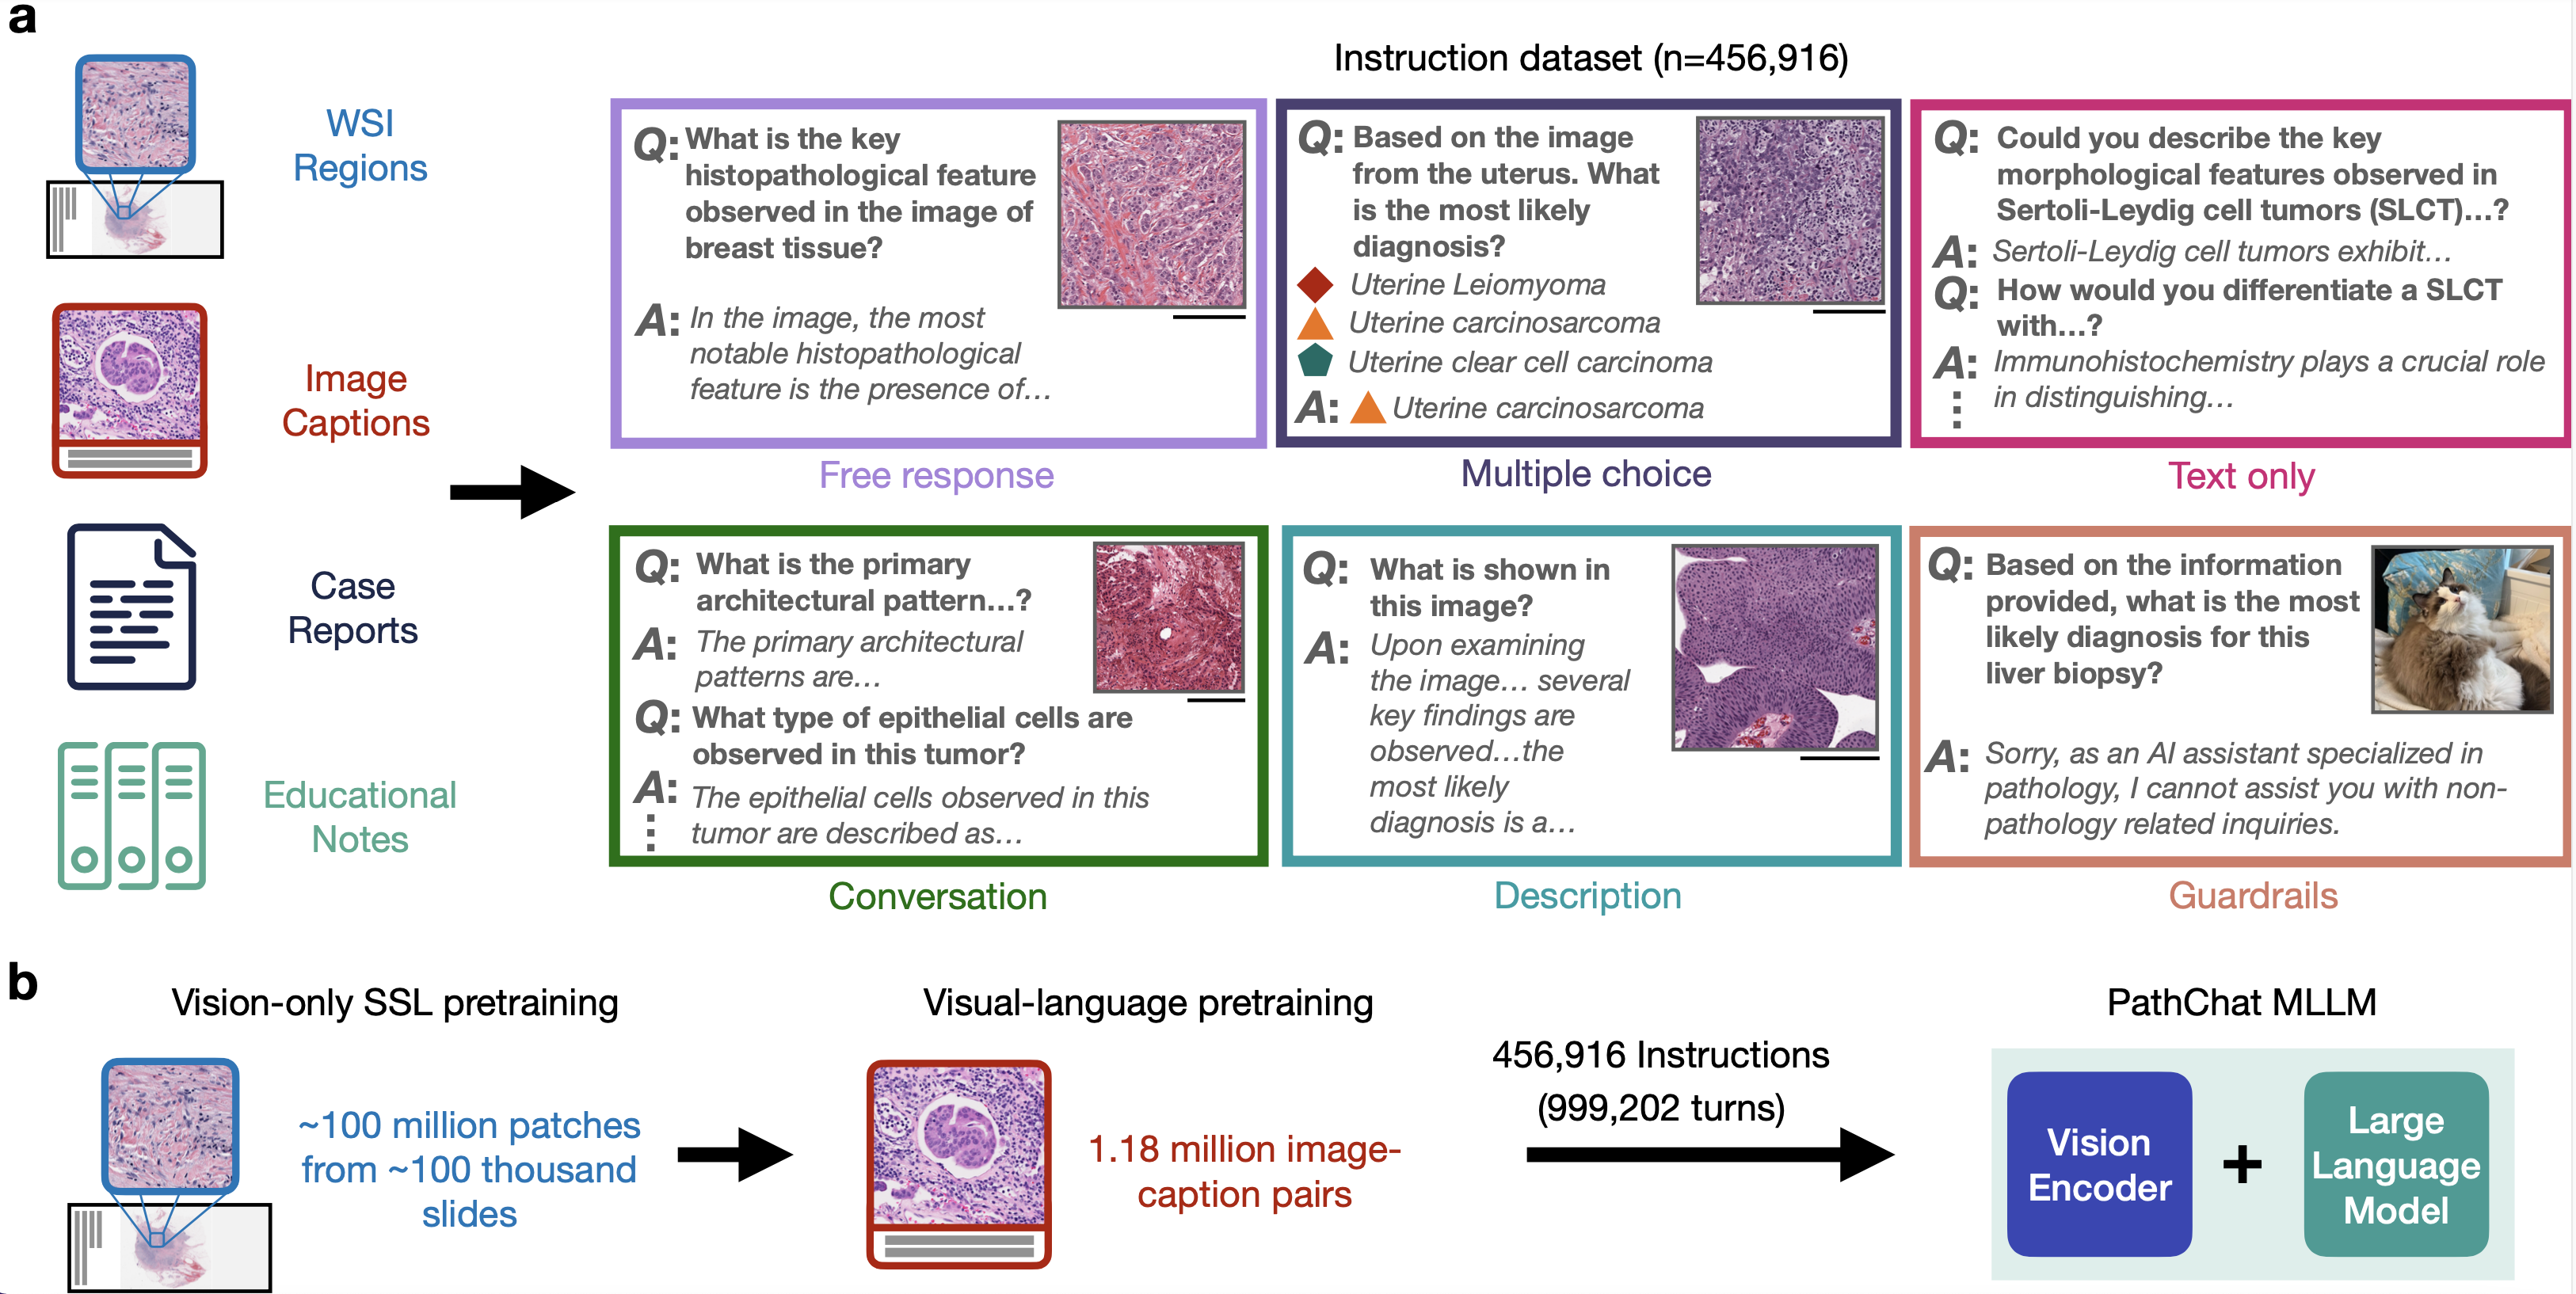 a
WSI
Regions
Image
Captions
Case
Reports
Educational
Notes
Instruction dataset (n=456,916)
Q: What is the key
histopathological feature
observed in the image of
breast tissue?
A: In the image, the most
notable histopathological
feature is the presence of...
Free response
Q: Based on the image
from the uterus. What
is the most likely
diagnosis?
Uterine Leiomyoma
Uterine carcinosarcoma
Uterine clear cell carcinoma
A: Uterine carcinosarcoma
Multiple choice
Q: Could you describe the key
morphological features observed in
Sertoli-Leydig cell tumors (SLCT)...?
A: Sertoli-Leydig cell tumors exhibit...
Q: How would you differentiate a SLCT
with...?
A: Immunohistochemistry plays a crucial role
in distinguishing...
⋮
Text only
Q: What is the primary
architectural pattern...?
A: The primary architectural
patterns are...
Q: What type of epithelial cells are
observed in this tumor?
A: The epithelial cells observed in this
tumor are described as...
⋮
Conversation
Q: What is shown in
this image?
A: Upon examining
the image... several
key findings are
observed...the
most likely
diagnosis is a...
Description
Q: Based on the information
provided, what is the most
likely diagnosis for this
liver biopsy?
A: Sorry, as an AI assistant specialized in
pathology, I cannot assist you with non-
pathology related inquiries.
Guardrails
b
Vision-only SSL pretraining
~100 million patches
from ~100 thousand
slides
Visual-language pretraining
1.18 million image-
caption pairs
456,916 Instructions
(999,202 turns)
PathChat MLLM
Vision
Encoder
+
Large
Language
Model